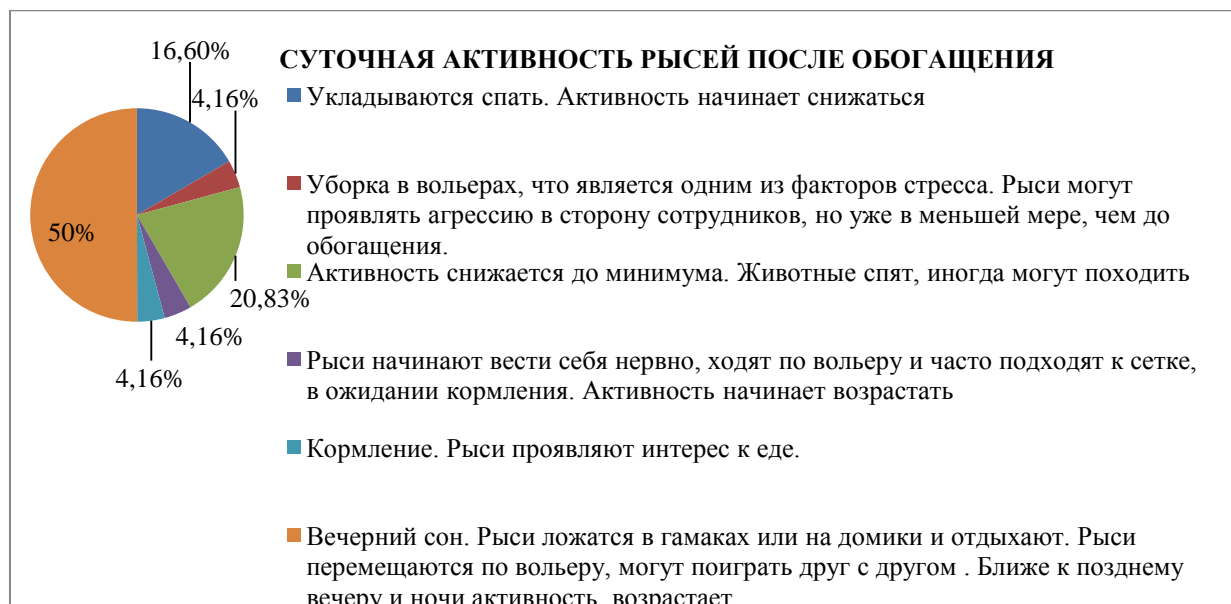 16,60%
СУТОЧНАЯ АКТИВНОСТЬ РЫСЕЙ ПОСЛЕ ОБОГАЩЕНИЯ
4,16%
Укладываются спать. Активность начинает снижаться
Уборка в вольерах, что является одним из факторов стресса. Рыси могут
проявлять агрессию в сторону сотрудников, но уже в меньшей мере, чем до
обогащения.
50%
Активность снижается до минимума. Животные спят, иногда могут походить
20,83%
4,16%
4,16%
Рыси начинают вести себя нервно, ходят по вольеру и часто подходят к сетке,
в ожидании кормления. Активность начинает возрастать
Кормление. Рыси проявляют интерес к еде.
Вечерний сон. Рыси ложатся в гамаках или на домики и отдыхают. Рыси
перемещаются по вольеру, могут поиграть друг с другом . Ближе к позднему
вечеру и ночи активность возрастает